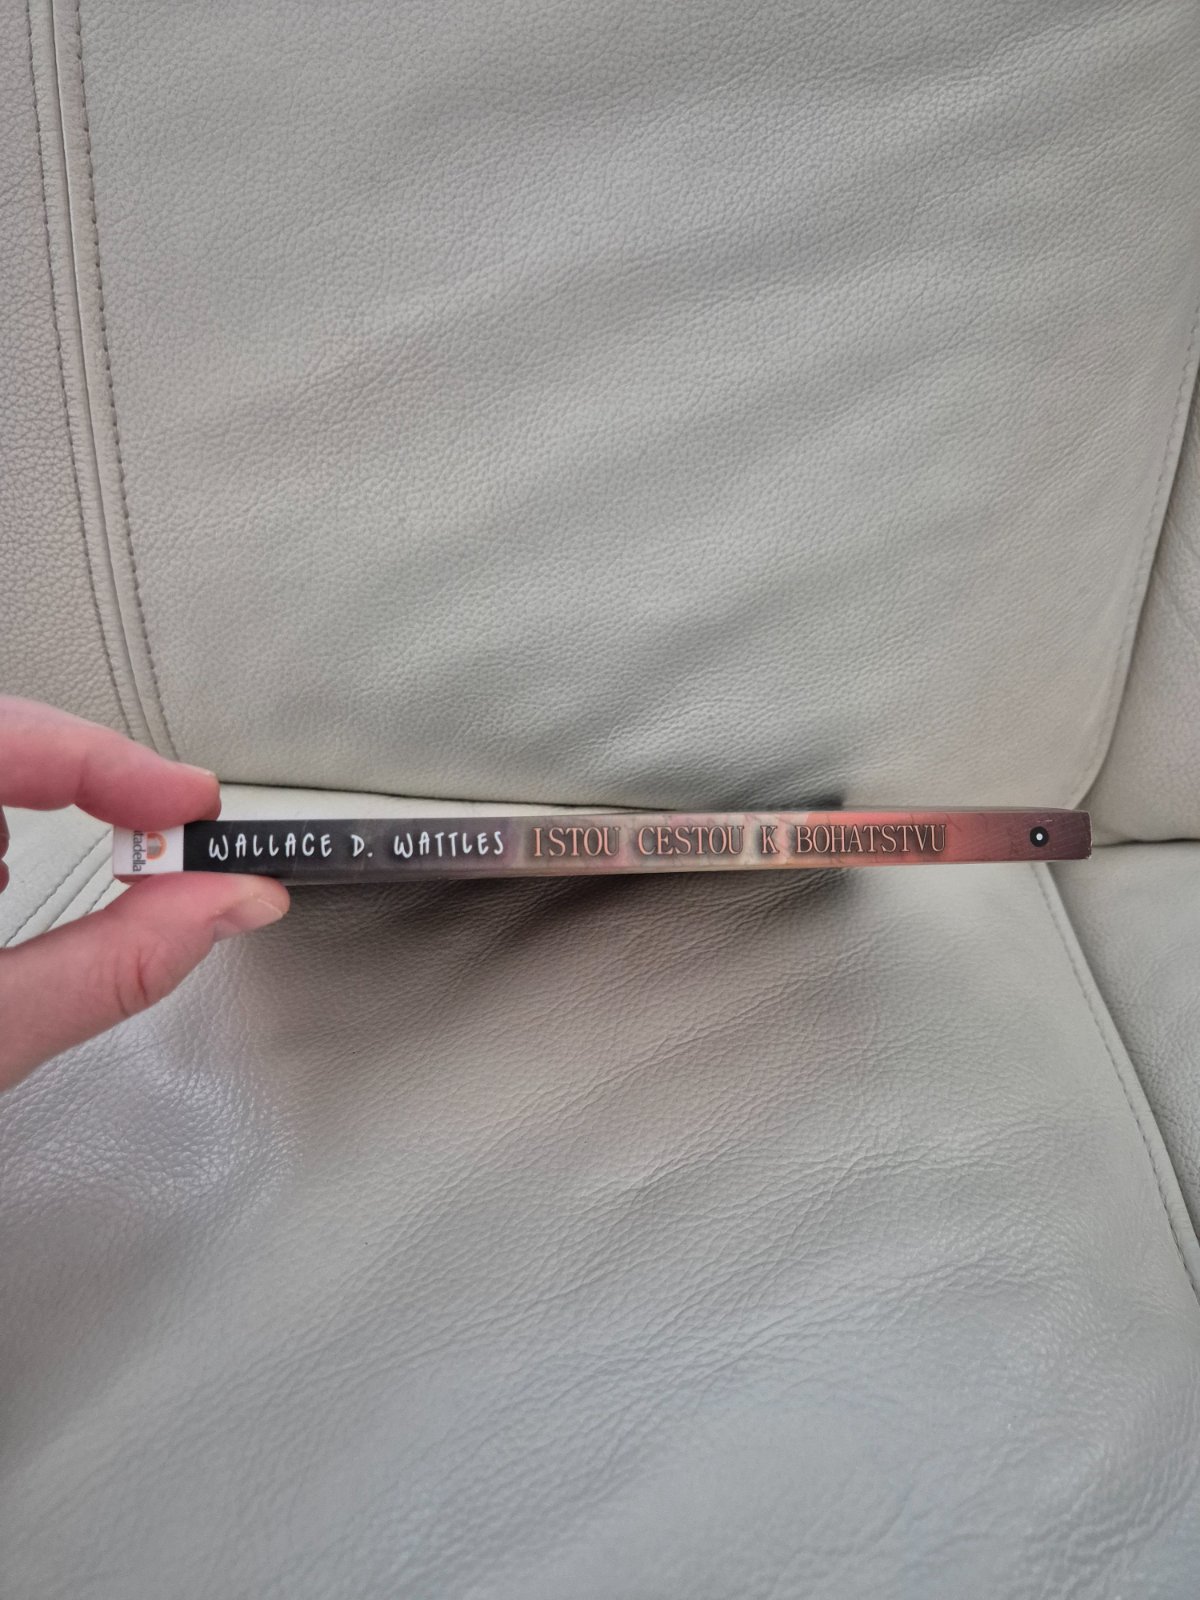 WALLACE D. WATTLES ISTOU CESTOU K BOHATSTVU